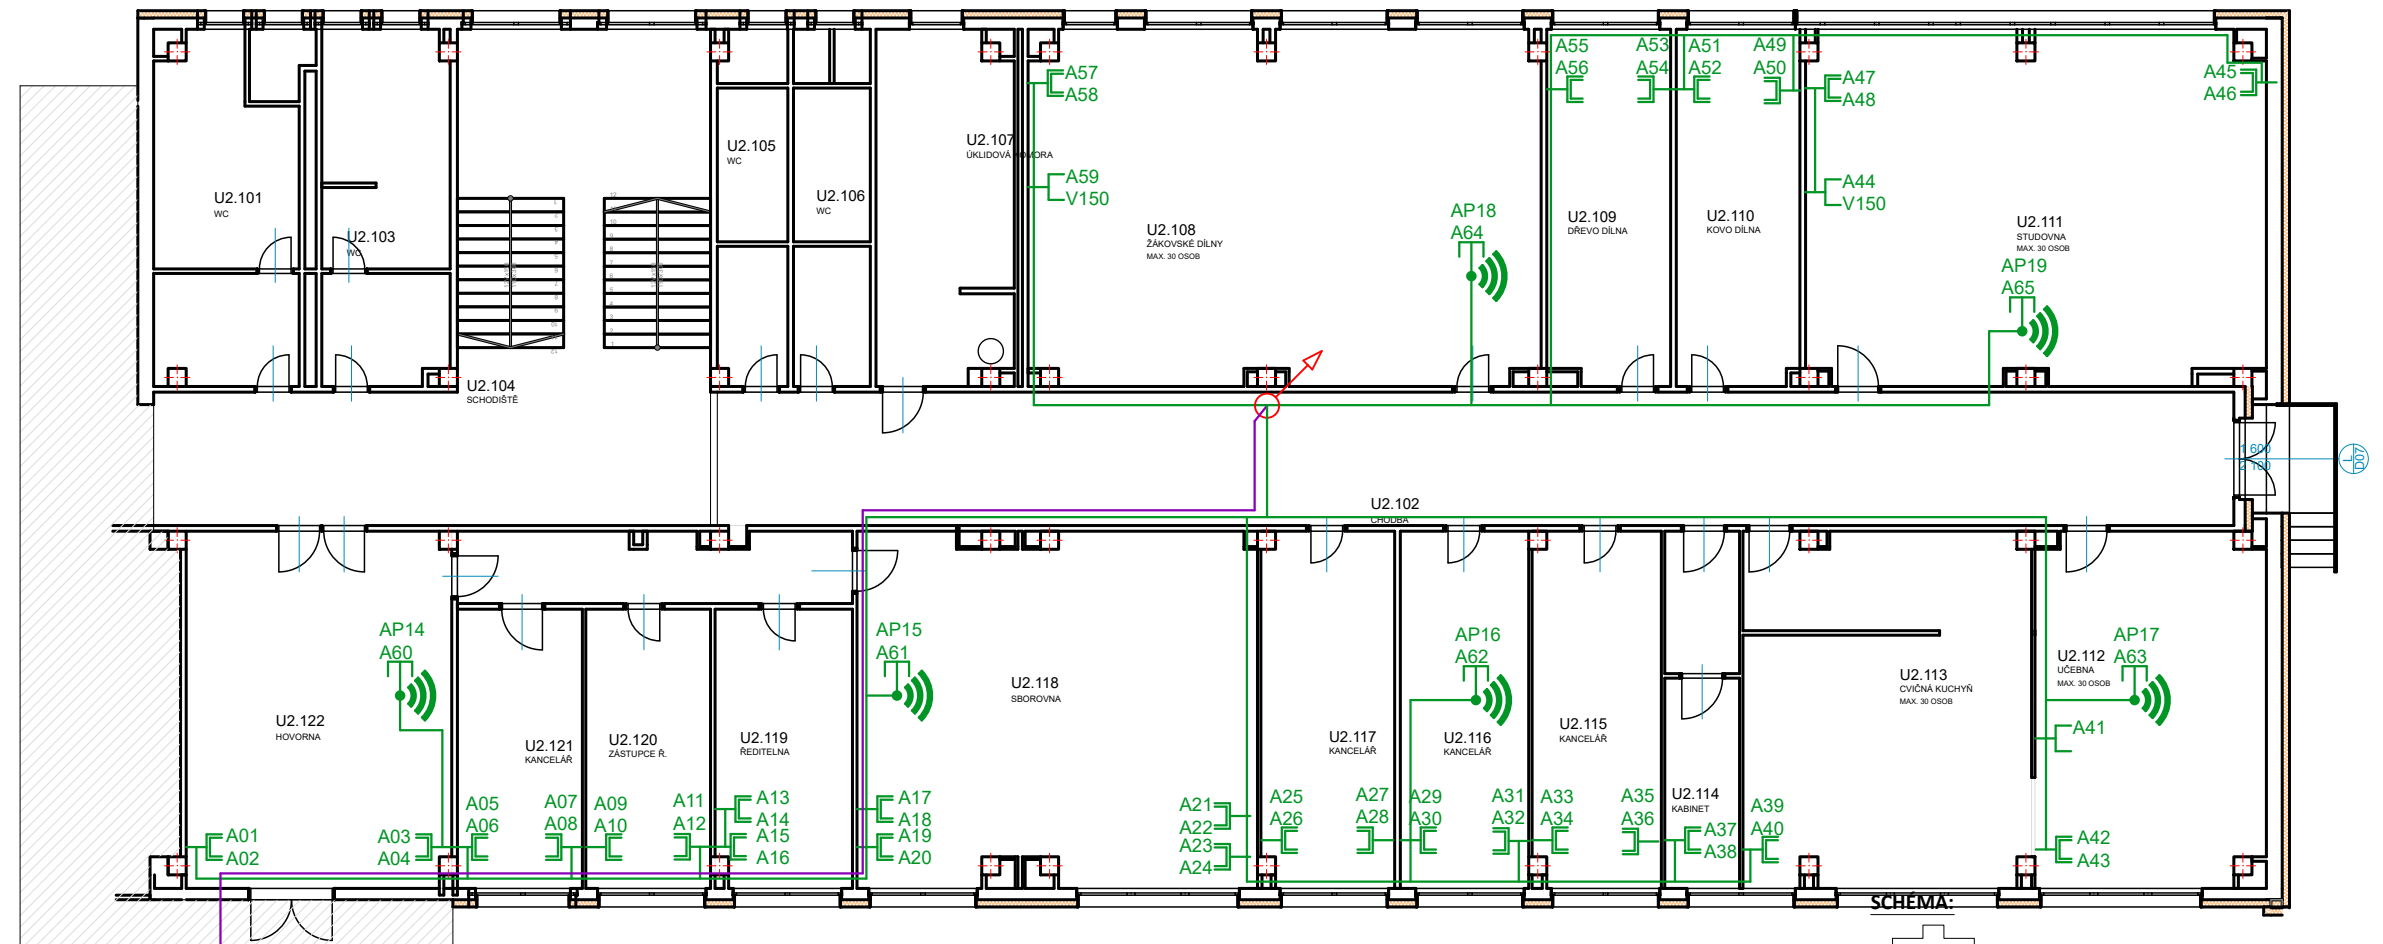 A55
A56
A53
A54
A51
A52
A49
A50
A57
A58
A47
A48
A45
A46
U2.105
WC
U2.107
ÚKLIDOVÁ KOMORA
U2.101
WC
U2.106
WC
A59
V150
A44
V150
U2.103
WC
U2.108
ŽÁKOVSKÉ DÍLNY
MAX. 30 OSOB
AP18
A64
U2.109
DŘEVO DÍLNA
U2.110
KOVO DÍLNA
U2.111
STUDOVNA
MAX. 30 OSOB
AP19
A65
U2.104
SCHODIŠTĚ
1 600
2 100
L
D07
U2.102
CHODBA
AP14
A60
AP15
A61
AP16
A62
AP17
A63
U2.112
UČEBNA
MAX. 30 OSOB
U2.122
HOVORNA
U2.121
KANCELÁŘ
U2.120
ZÁSTUPCE Ř.
U2.119
ŘEDITELNA
U2.118
SBOROVNA
U2.117
KANCELÁŘ
U2.116
KANCELÁŘ
U2.115
KANCELÁŘ
U2.113
CVIČNÁ KUCHYŇ
MAX. 30 OSOB
A41
U2.114
KABINET
A01
A02
A03
A04
A05
A06
A07
A08
A09
A10
A11
A12
A13
A14
A15
A16
A17
A18
A19
A20
A21
A22
A23
A24
A25
A26
A27
A28
A29
A30
A31
A32
A33
A34
A35
A36
A37
A38
A39
A40
A42
A43
SCHÉMA: